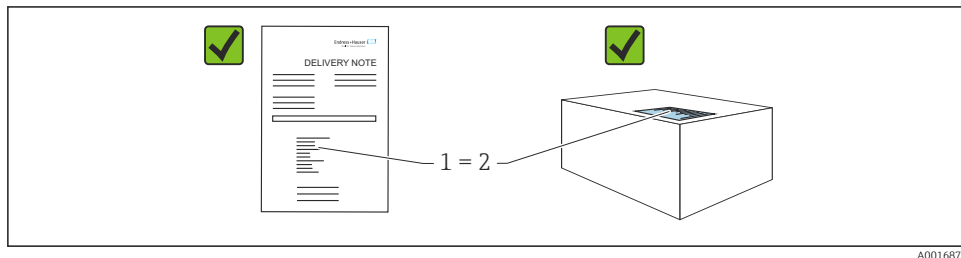 Endress+Hauser
DELIVERY NOTE
1 = 2
A001687